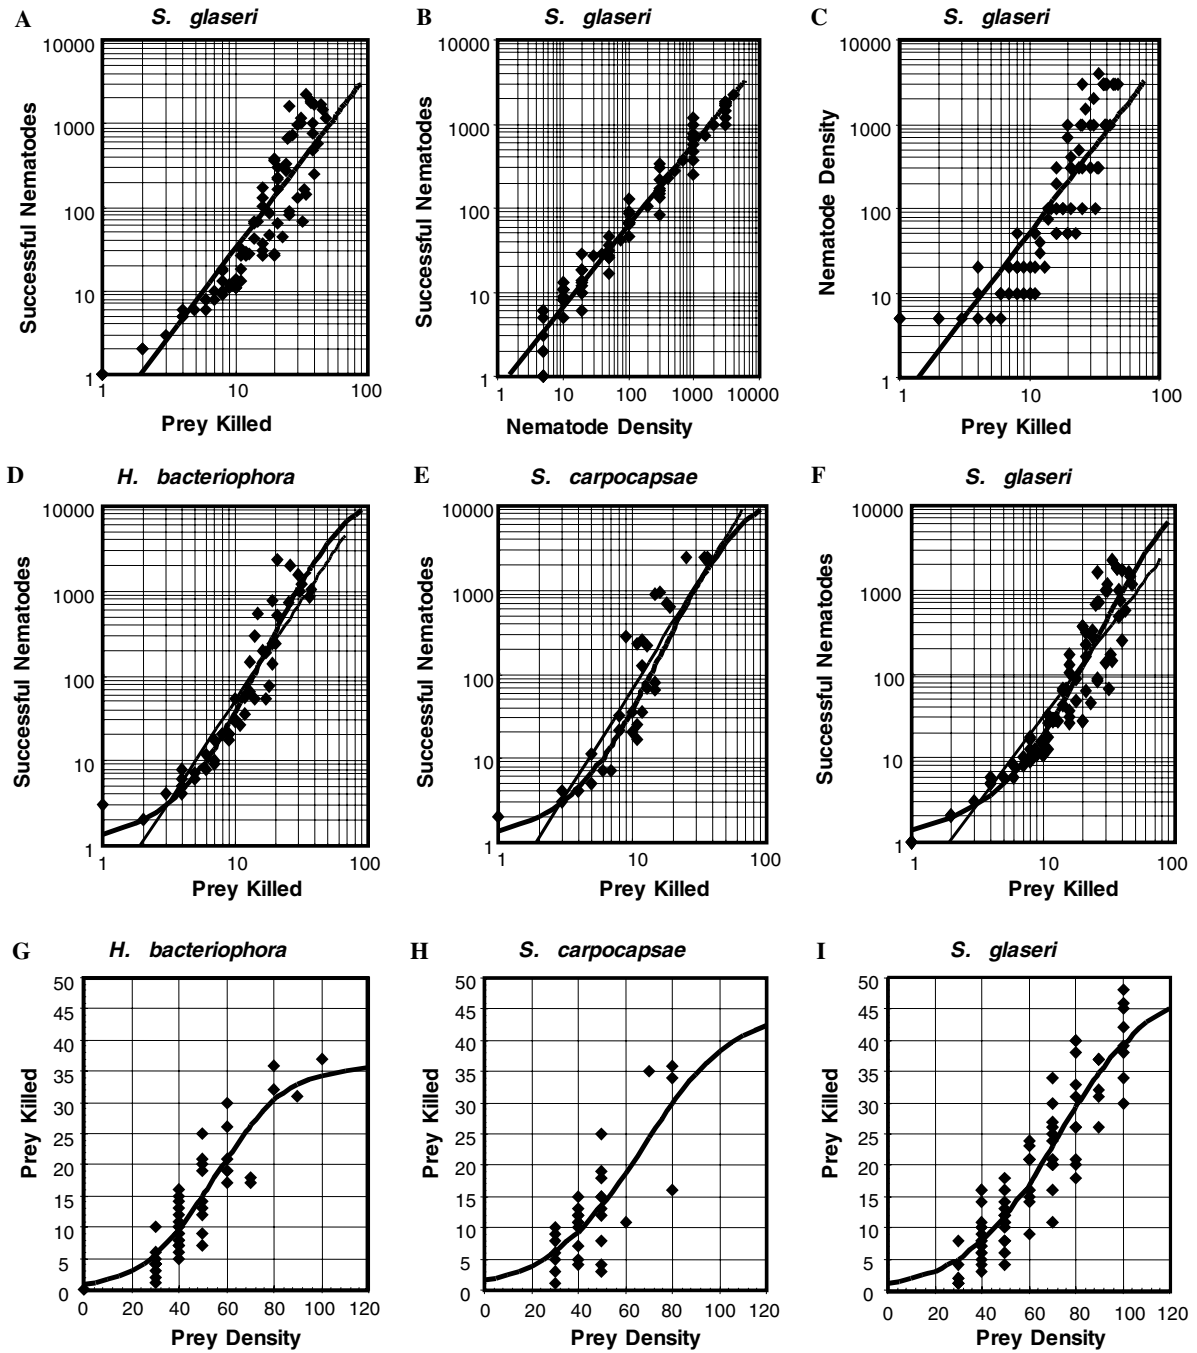 A
S. glaseri
Successful Nematodes
10000
1000
100
10
1
1
10
100
Prey Killed
B
S. glaseri
Successful Nematodes
10000
1000
100
10
1
1
10
100
1000
10000
Nematode Density
C
S. glaseri
Nematode Density
10000
1000
100
10
1
1
10
100
Prey Killed
D
H. bacteriophora
Successful Nematodes
10000
1000
100
10
1
1
10
100
Prey Killed
E
S. carpocapsae
Successful Nematodes
10000
1000
100
10
1
1
10
100
Prey Killed
F
S. glaseri
Successful Nematodes
10000
1000
100
10
1
1
10
100
Prey Killed
G
H. bacteriophora
Prey Killed
50
45
40
35
30
25
20
15
10
5
0
0
20
40
60
80
100
120
Prey Density
H
S. carpocapsae
Prey Killed
50
45
40
35
30
25
20
15
10
5
0
0
20
40
60
80
100
120
Prey Density
I
S. glaseri
Prey Killed
50
45
40
35
30
25
20
15
10
5
0
0
20
40
60
80
100
120
Prey Density